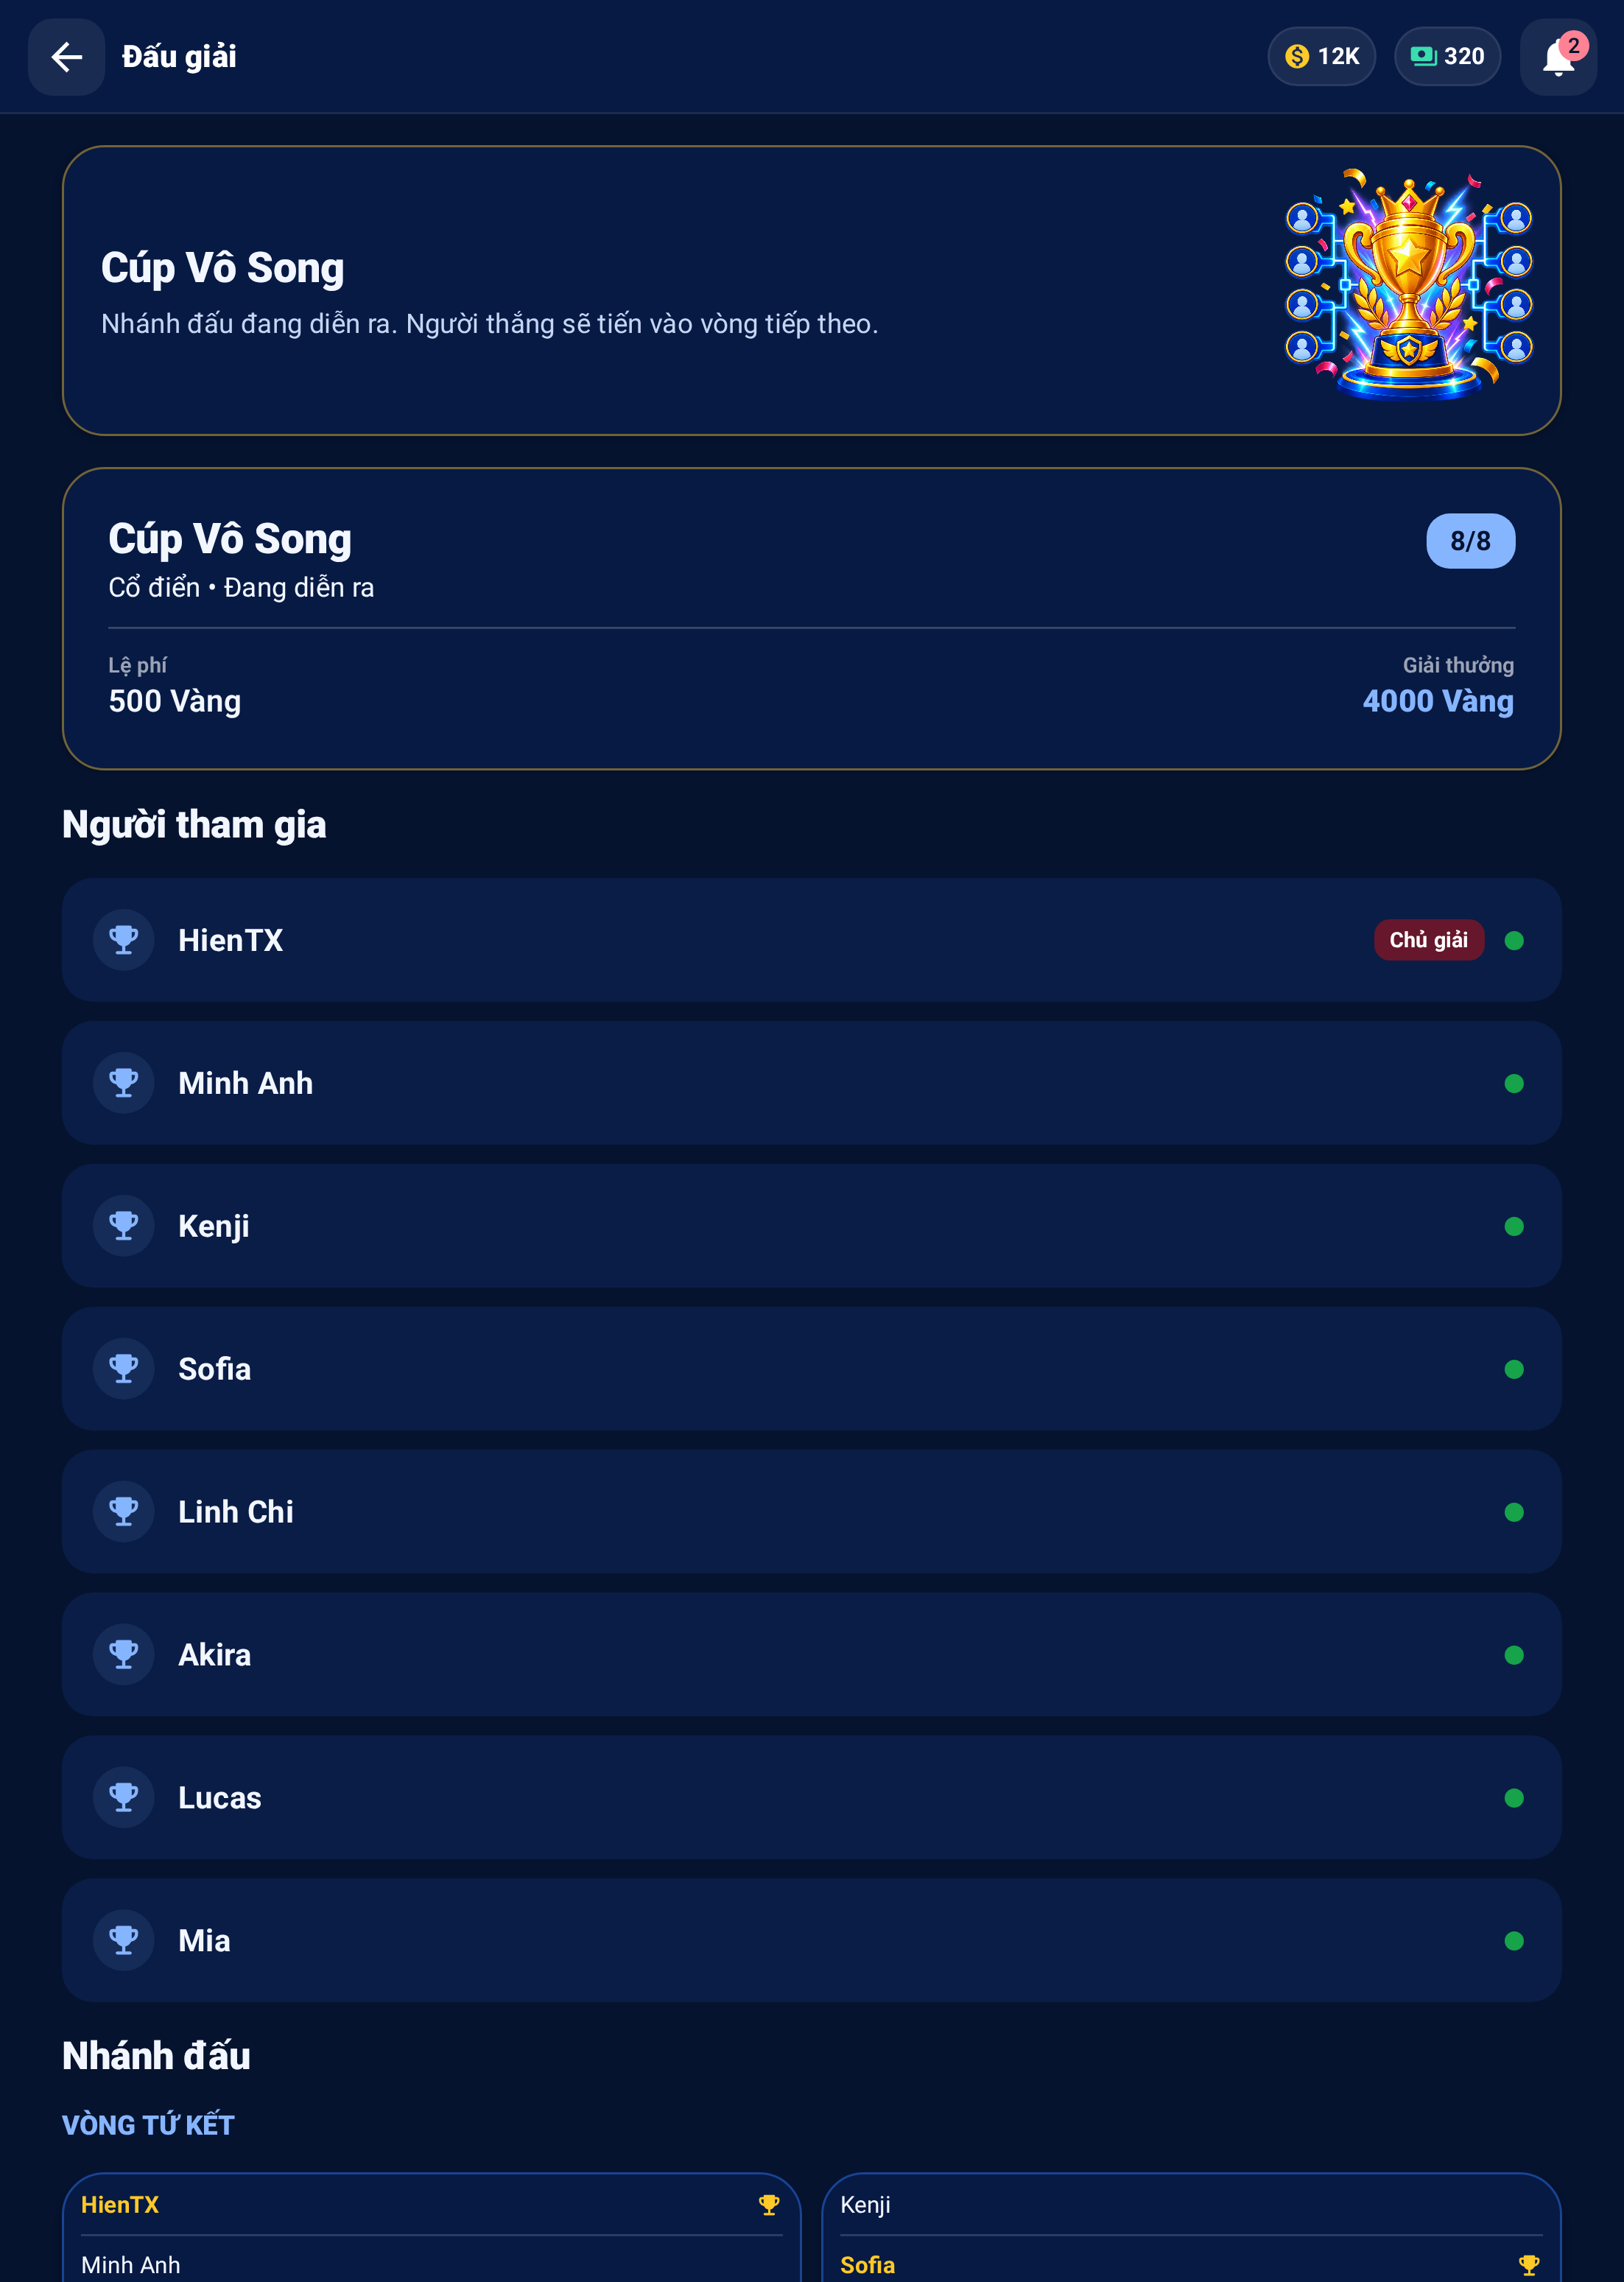 Đấu giải
12K
320
2
Cúp Vô Song
Nhánh đấu đang diễn ra. Người thắng sẽ tiến vào vòng tiếp theo.
Cúp Vô Song
8/8
Cổ điển • Đang diễn ra
Lệ phí
Giải thưởng
500 Vàng
4000 Vàng
Người tham gia
HienTX
Chủ giải
Minh Anh
Kenji
Sofia
Linh Chi
Akira
Lucas
Mia
Nhánh đấu
VÒNG TỨ KẾT
HienTX
Minh Anh
Kenji
Sofia